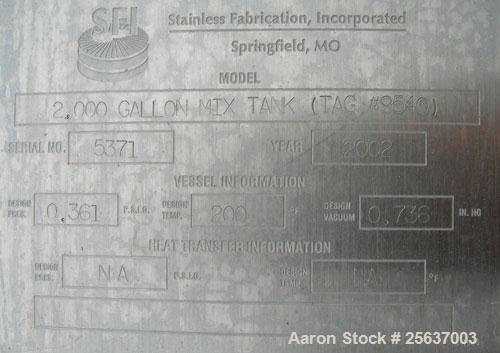 SFI
Stainless Fabrication, Incorporated
Springfield, MO
MODEL
2,000 GALLON MIX TANK (TAG #9540)
SERIAL NO. 5371 YEAR 2002
VESSEL INFORMATION
DESIGN PRES. 0.361 P.S.I.G. DESIGN TEMP. 200 °F DESIGN VACUUM 0.736 IN. HG
HEAT TRANSFER INFORMATION
DESIGN PRES. NA P.S.I.G. DESIGN TEMP. NA °F
Aaron Stock # 25637003